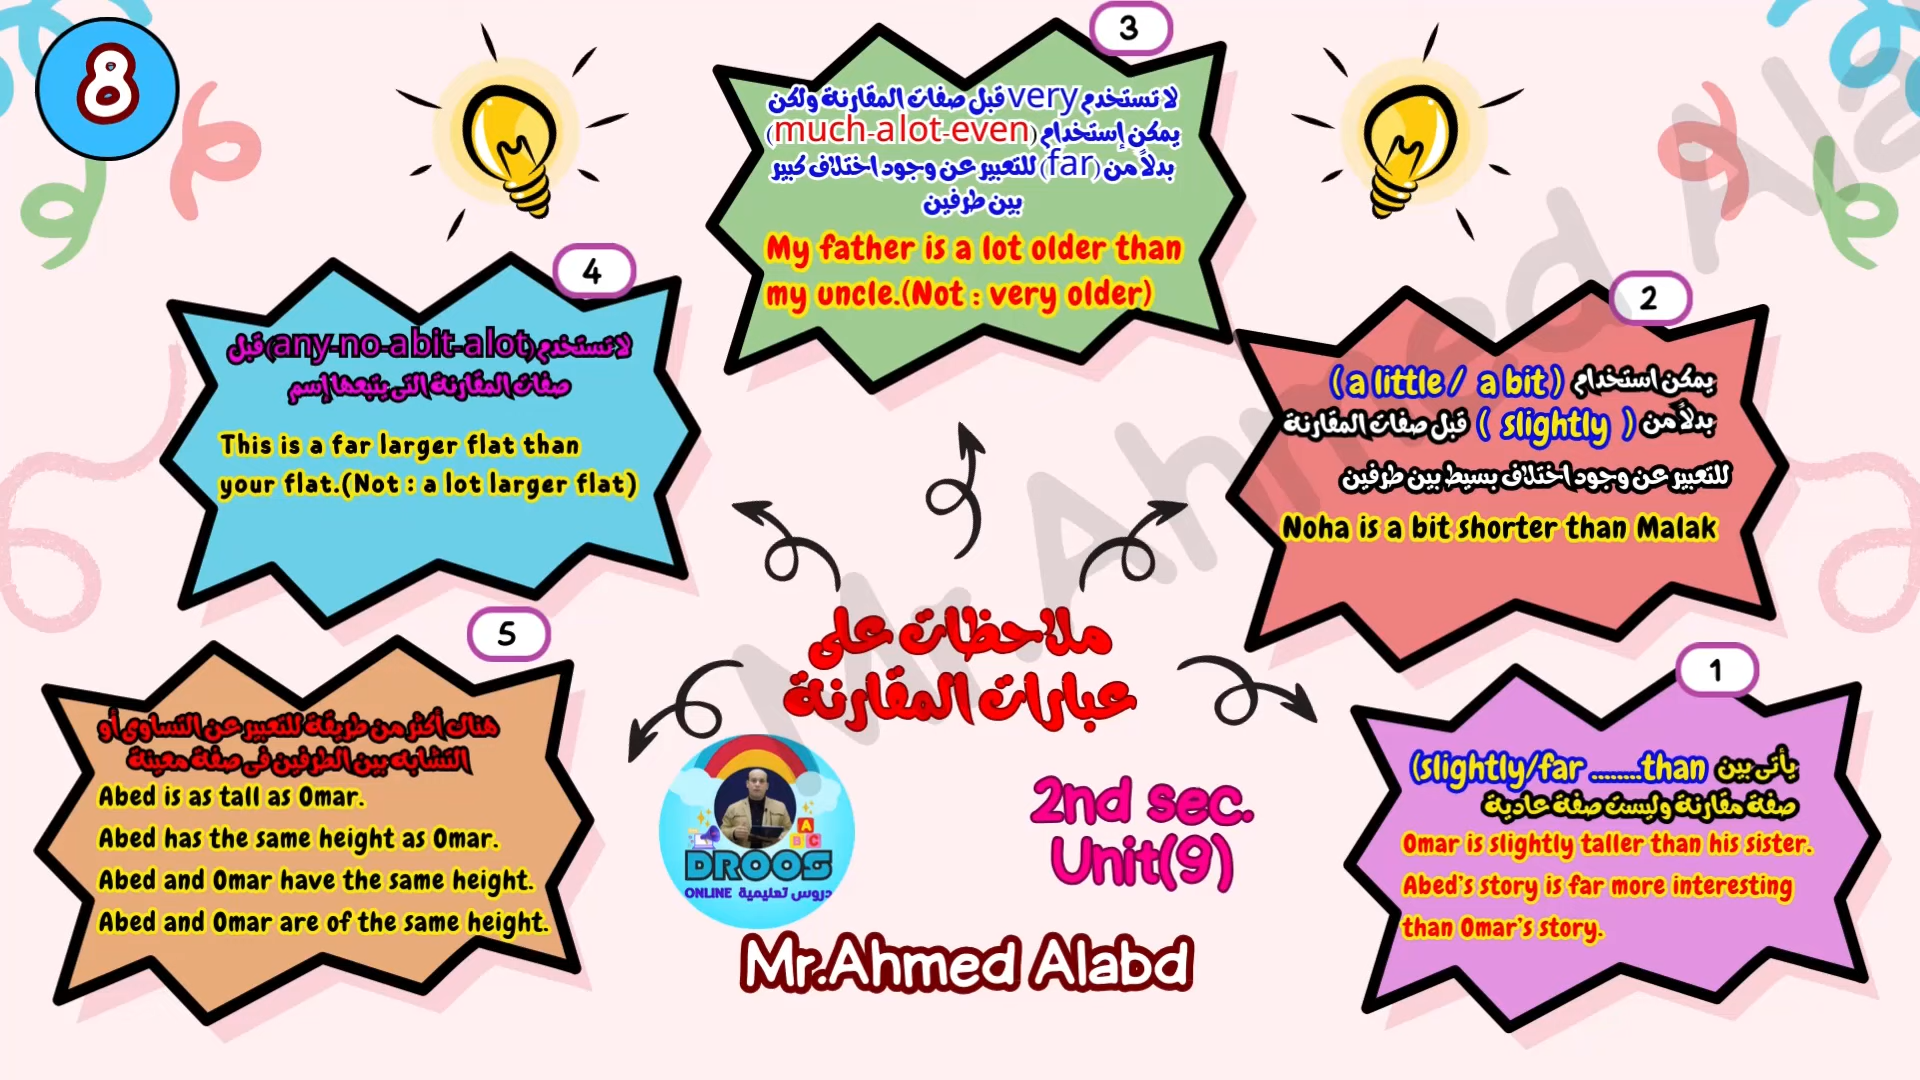 8
3
لا تستخدم very قبل صفات المقارنة ولكن
يمكن إستخدام (much-a lot-even)
بدلاً من (far) للتعبير عن وجود اختلاف كبير
بين طرفين
My father is a lot older than
my uncle.(Not : very older)
4
لا تستخدم (any-no-a bit-a lot) قبل
صفات المقارنة التى يتبعها إسم
This is a far larger flat than
your flat.(Not : a lot larger flat)
2
يمكن استخدام ( a little / a bit )
بدلاً من ( slightly ) قبل صفات المقارنة
للتعبير عن وجود اختلاف بسيط بين طرفين
Noha is a bit shorter than Malak
ملاحظات على
عبارات المقارنة
5
هناك أكثر من طريقة للتعبير عن التساوى أو
التشابه بين الطرفين فى صفة معينة
Abed is as tall as Omar.
Abed has the same height as Omar.
Abed and Omar have the same height.
Abed and Omar are of the same height.
1
يأتى بين (slightly/far ........than
صفة مقارنة وليست صفة عادية
Omar is slightly taller than his sister.
Abed's story is far more interesting
than Omar's story.
2nd sec.
Unit(9)
A
B C
DROOS
ONLINE دروس تعليمية
Mr.Ahmed Alabd
Mr.Ahmed Ala